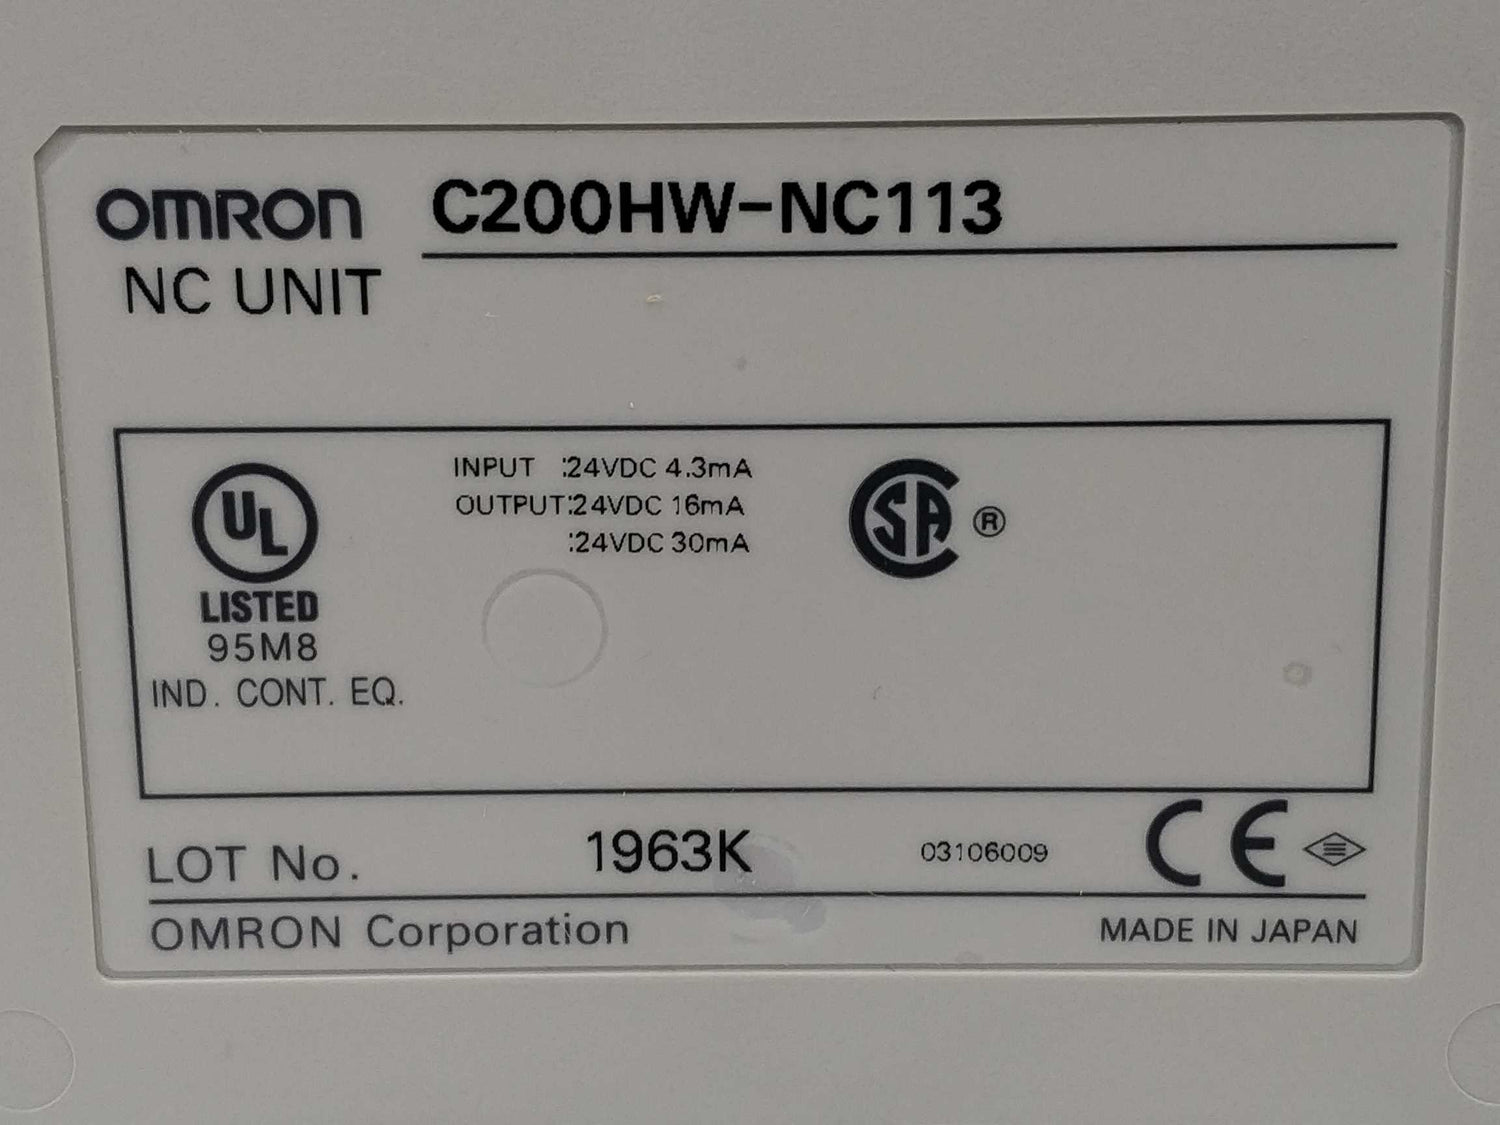 OMRON C200HW-NC113
NC UNIT
UL
LISTED
95M8
IND. CONT. EQ.
INPUT :24VDC 4.3mA
OUTPUT:24VDC 16mA
:24VDC 30mA
CSA ®
LOT No. 1963K 03106009 CE
OMRON Corporation MADE IN JAPAN